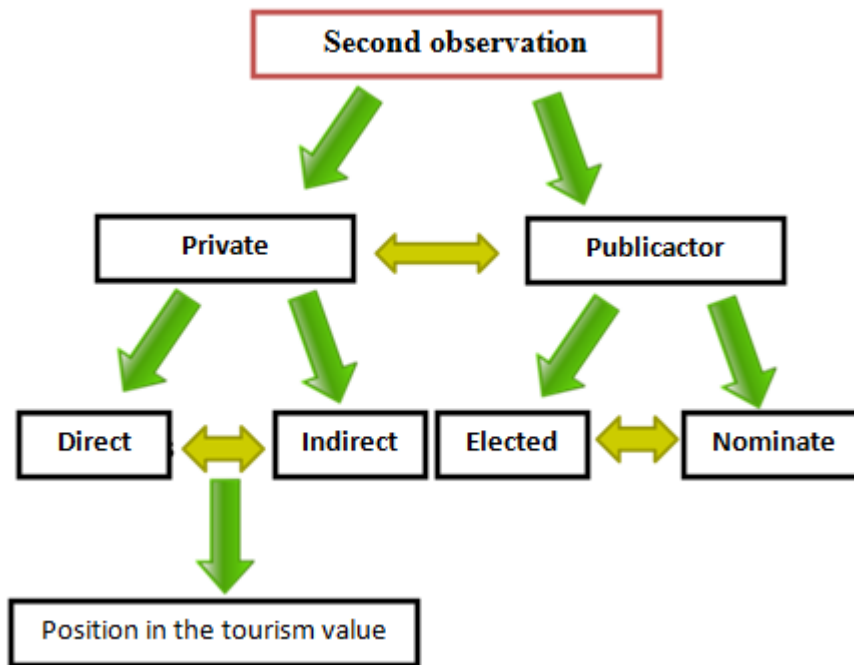 Second observation
Private
Publicactor
Direct
Indirect
Elected
Nominate
Position in the tourism value